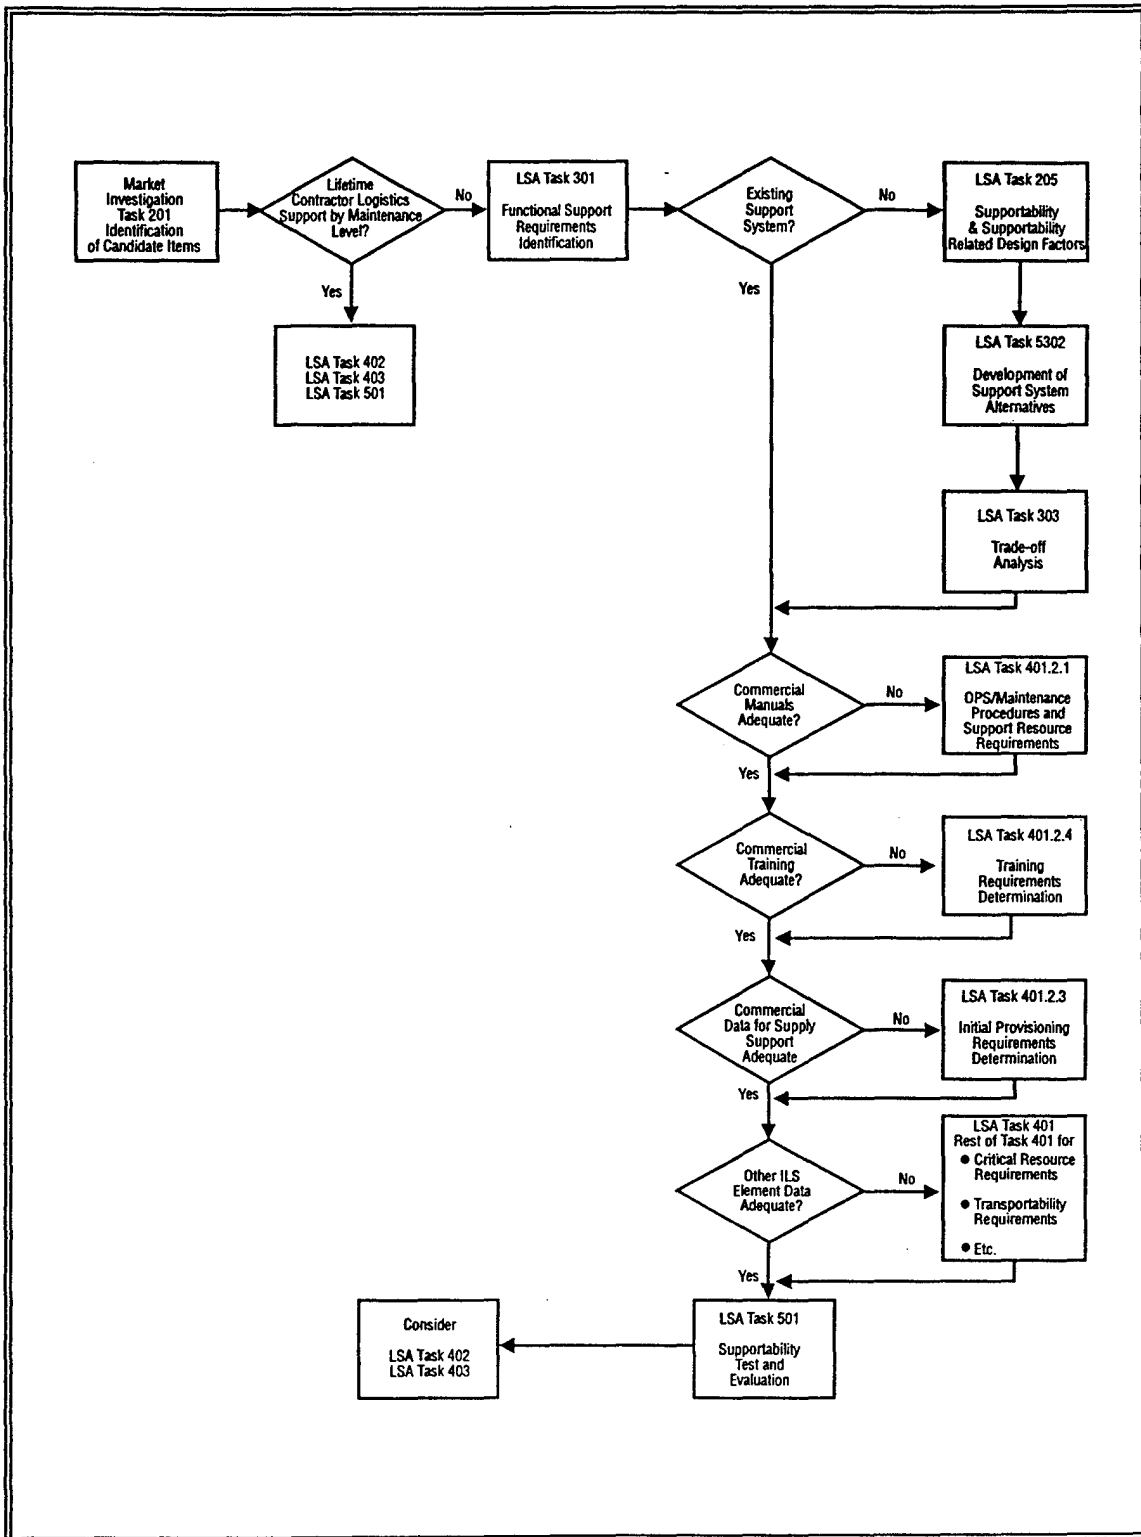 Market
Investigation
Task 201
Identification
of Candidate Items
Lifetime
Contractor Logistics
Support by Maintenance
Level?
No
LSA Task 301
Functional Support
Requirements
Identification
Existing
Support
System?
No
LSA Task 205
Supportability
& Supportability
Related Design Factors
Yes
LSA Task 402
LSA Task 403
LSA Task 501
Yes
LSA Task 5302
Development of
Support System
Alternatives
LSA Task 303
Trade-off
Analysis
Commercial
Manuals
Adequate?
No
LSA Task 401.2.1
OPS/Maintenance
Procedures and
Support Resource
Requirements
Yes
Commercial
Training
Adequate?
No
LSA Task 401.2.4
Training
Requirements
Determination
Yes
Commercial
Data for Supply
Support
Adequate
No
LSA Task 401.2.3
Initial Provisioning
Requirements
Determination
Yes
Other ILS
Element Data
Adequate?
No
LSA Task 401
Rest of Task 401 for
● Critical Resource
Requirements
● Transportability
Requirements
● Etc.
Yes
LSA Task 501
Supportability
Test and
Evaluation
Consider
LSA Task 402
LSA Task 403